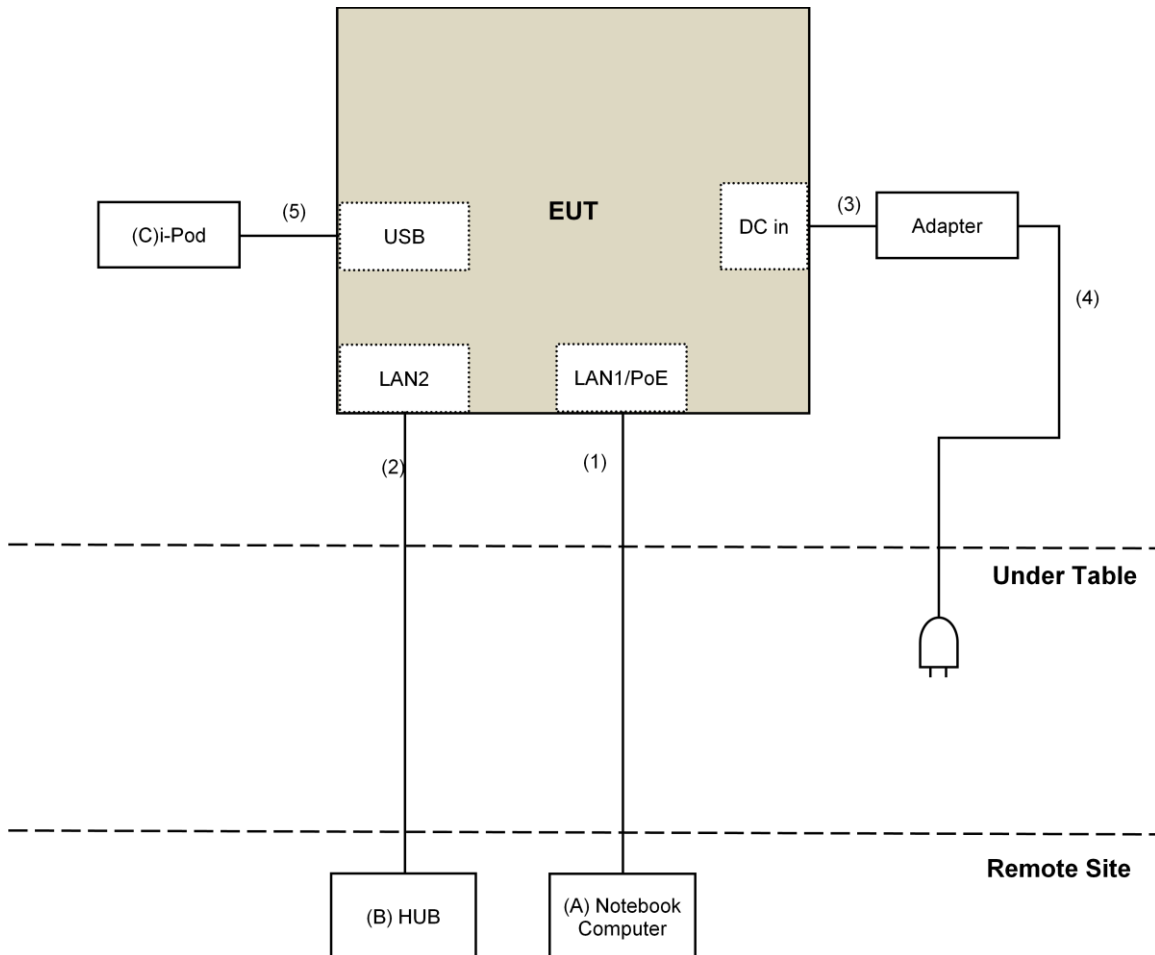 EUT
(C)i-Pod
(5)
USB
DC in
(3)
Adapter
(4)
LAN2
LAN1/PoE
(2)
(1)
Under Table
Remote Site
(B) HUB
(A) Notebook
Computer